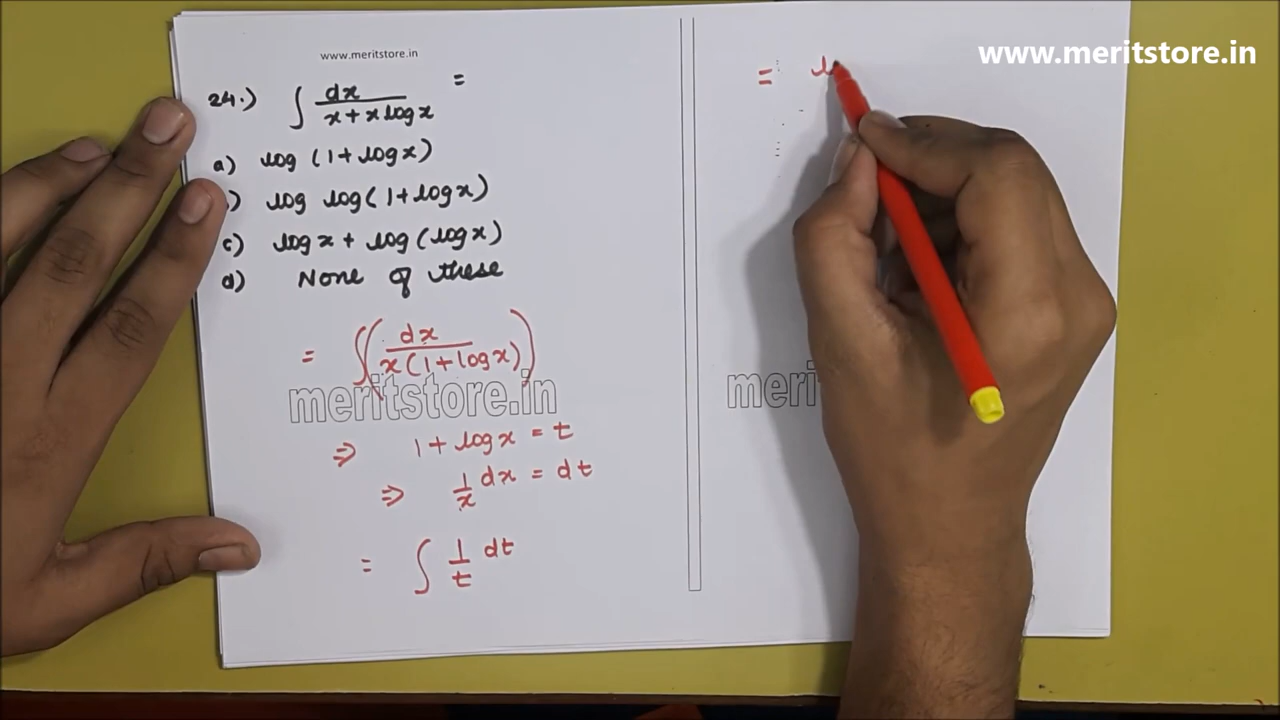 www.meritstore.in
www.meritstore.in
24.) ∫ dx / x + x log x =
a) log (1 + log x)
.) log log (1 + log x)
c) log x + log (log x)
d) None of these
= ∫ ( dx / x (1 + log x) )
meritstore.in
⇒ 1 + log x = t
⇒ 1/x dx = dt
= ∫ 1/t dt
=